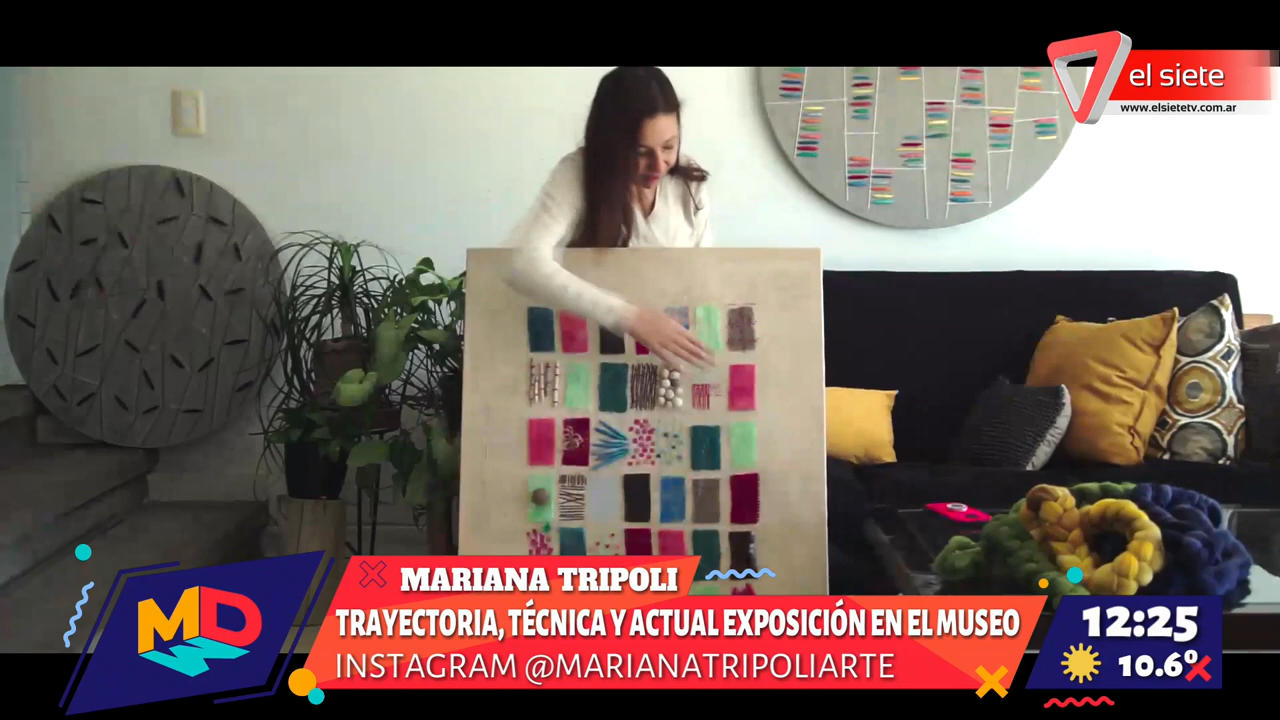 el siete
www.elsietetv.com.ar
MARIANA TRIPOLI
TRAYECTORIA, TÉCNICA Y ACTUAL EXPOSICIÓN EN EL MUSEO
INSTAGRAM @MARIANATRIPOLIARTE
MD
12:25
10.6º